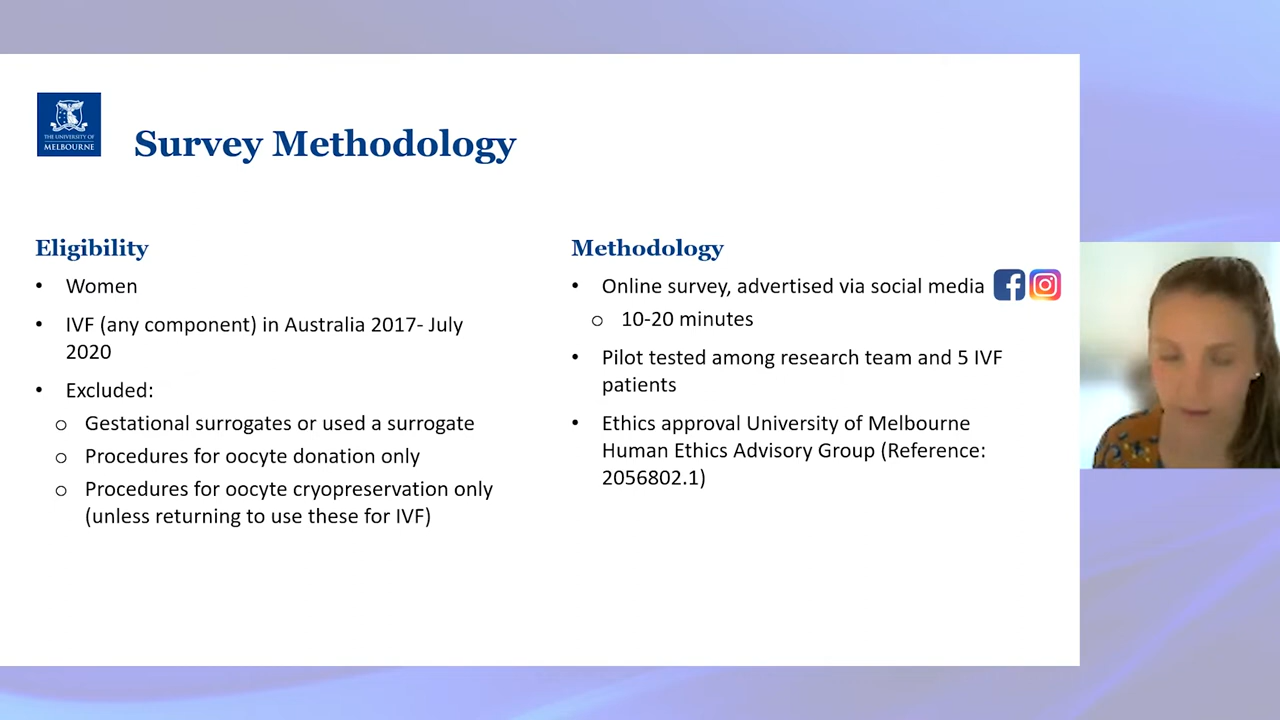 THE UNIVERSITY OF
MELBOURNE
Survey Methodology
Eligibility
• Women
• IVF (any component) in Australia 2017- July
2020
• Excluded:
o Gestational surrogates or used a surrogate
o Procedures for oocyte donation only
o Procedures for oocyte cryopreservation only
(unless returning to use these for IVF)
Methodology
• Online survey, advertised via social media
o 10-20 minutes
• Pilot tested among research team and 5 IVF
patients
• Ethics approval University of Melbourne
Human Ethics Advisory Group (Reference:
2056802.1)